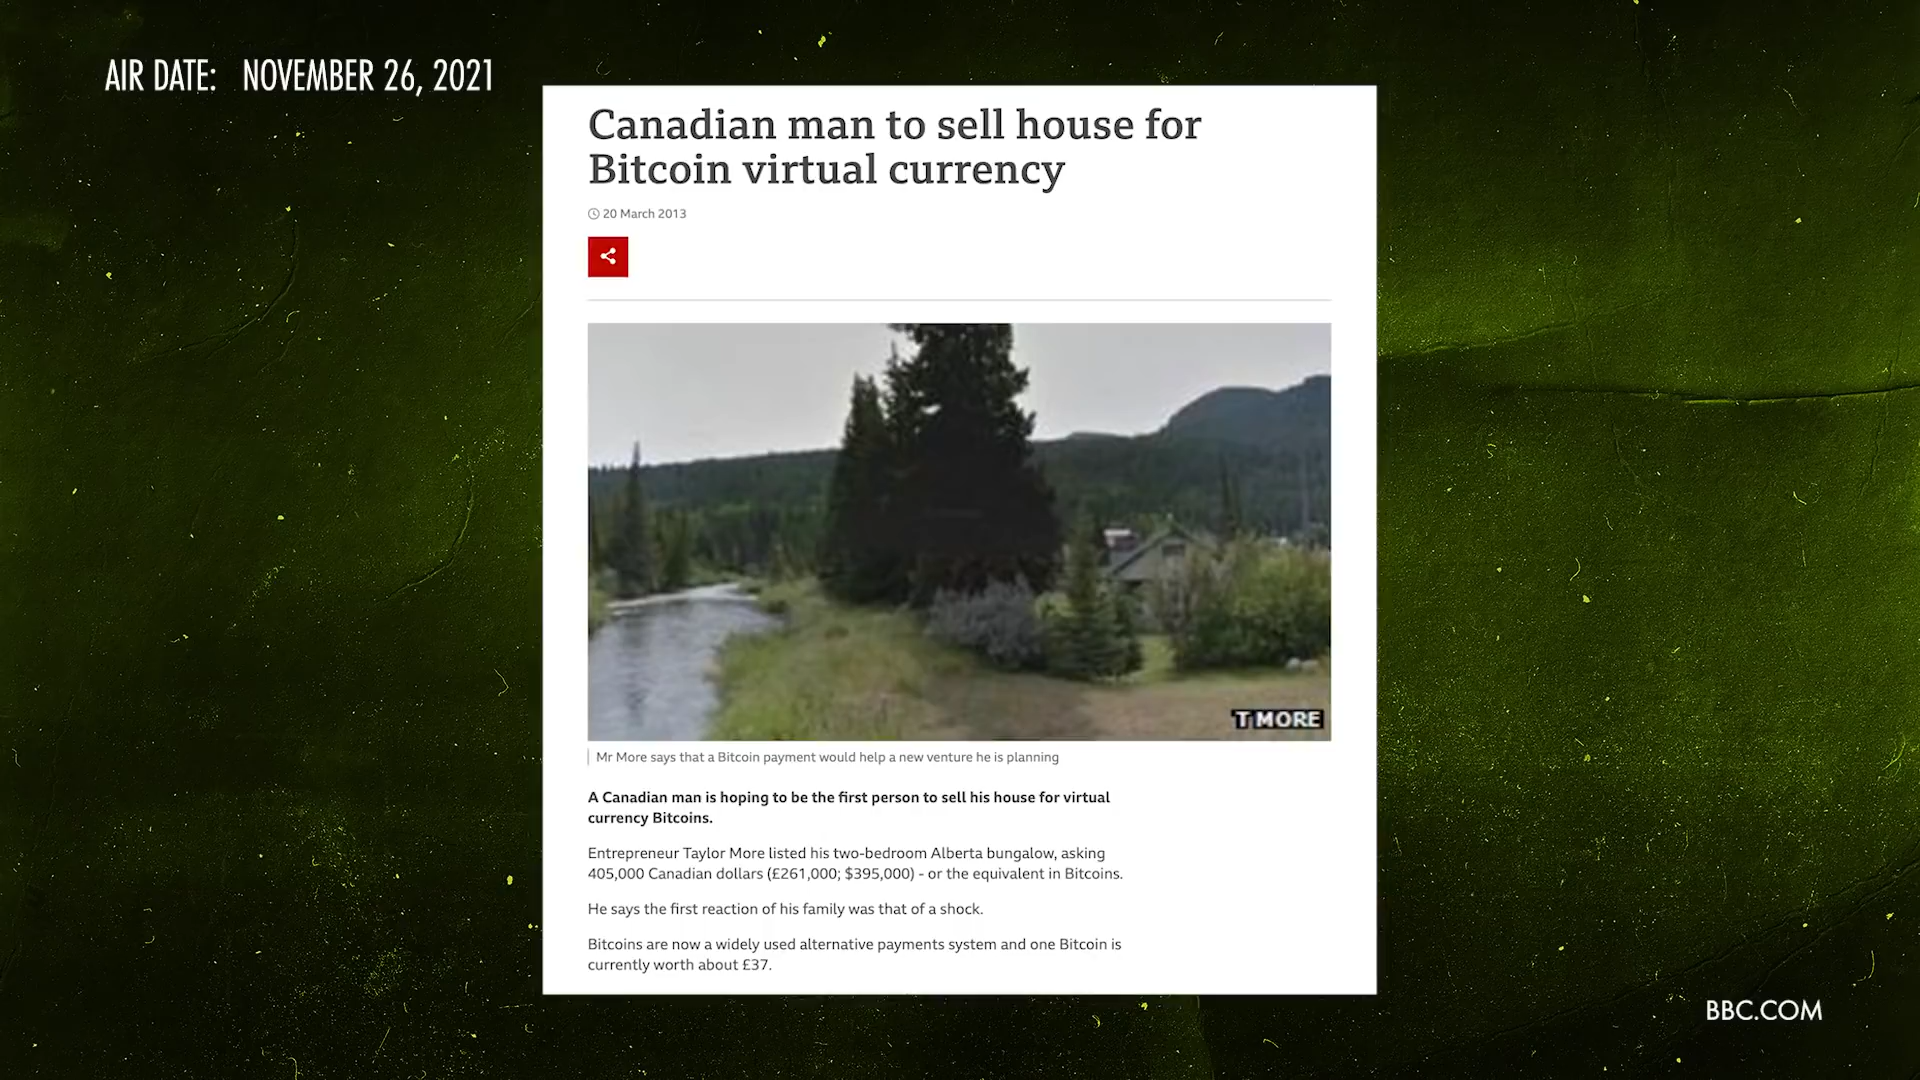 AIR DATE: NOVEMBER 26, 2021
Canadian man to sell house for
Bitcoin virtual currency
20 March 2013
T MORE
Mr More says that a Bitcoin payment would help a new venture he is planning
A Canadian man is hoping to be the first person to sell his house for virtual
currency Bitcoins.
Entrepreneur Taylor More listed his two-bedroom Alberta bungalow, asking
405,000 Canadian dollars (£261,000; $395,000) - or the equivalent in Bitcoins.
He says the first reaction of his family was that of a shock.
Bitcoins are now a widely used alternative payments system and one Bitcoin is
currently worth about £37.
BBC.COM